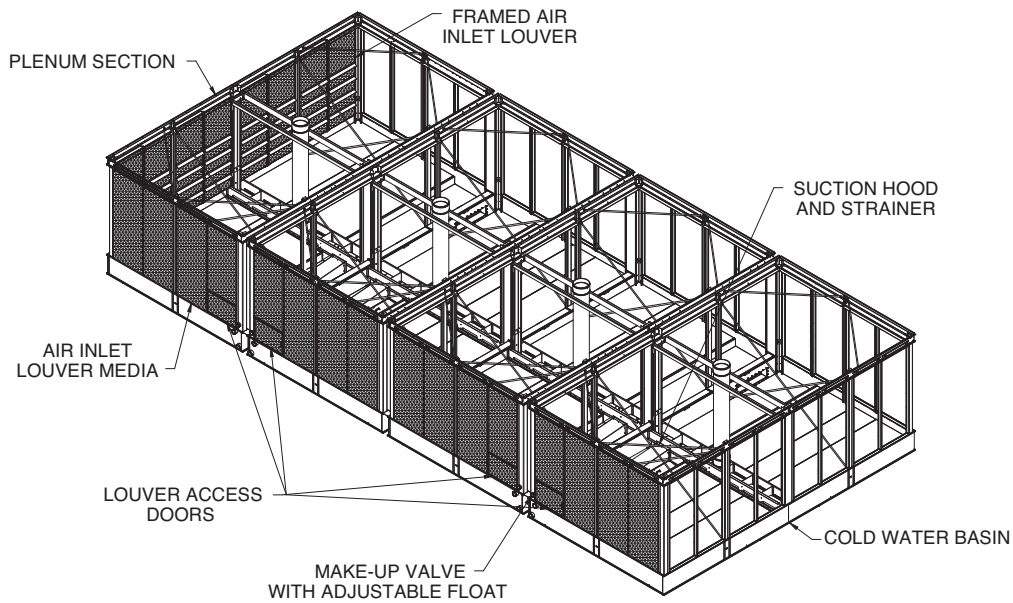 FRAMED AIR
INLET LOUVER
PLENUM SECTION
SUCTION HOOD
AND STRAINER
AIR INLET
LOUVER MEDIA
LOUVER ACCESS
DOORS
COLD WATER BASIN
MAKE-UP VALVE
WITH ADJUSTABLE FLOAT